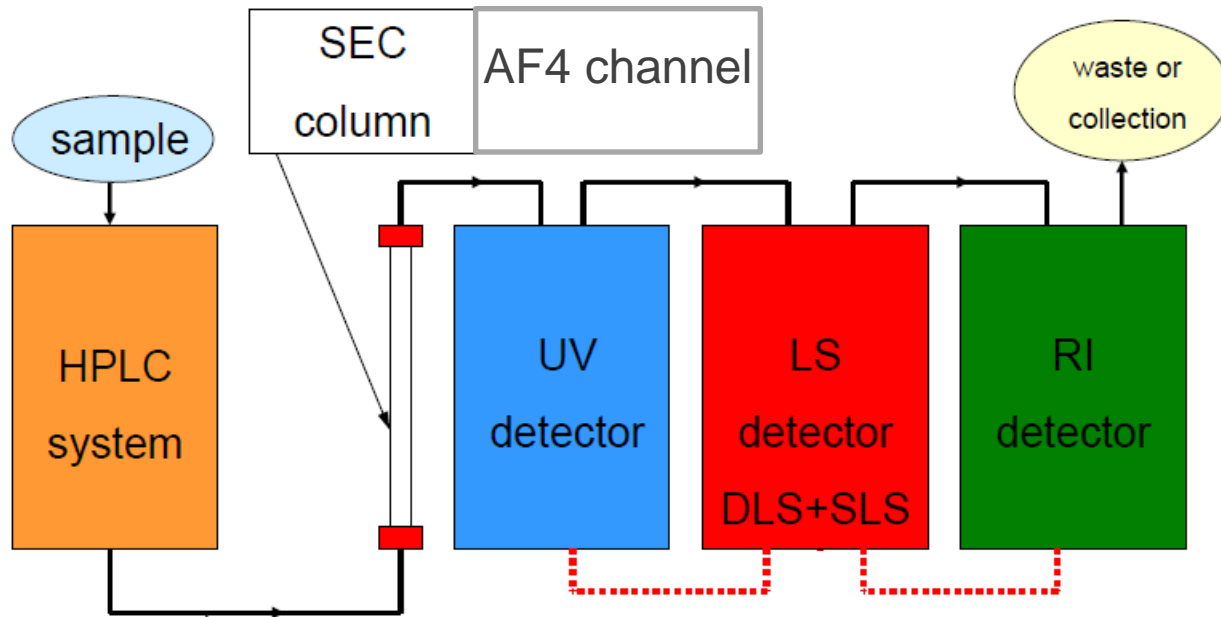 SEC
column
AF4 channel
waste or
collection
sample
HPLC
system
UV
detector
LS
detector
DLS+SLS
RI
detector